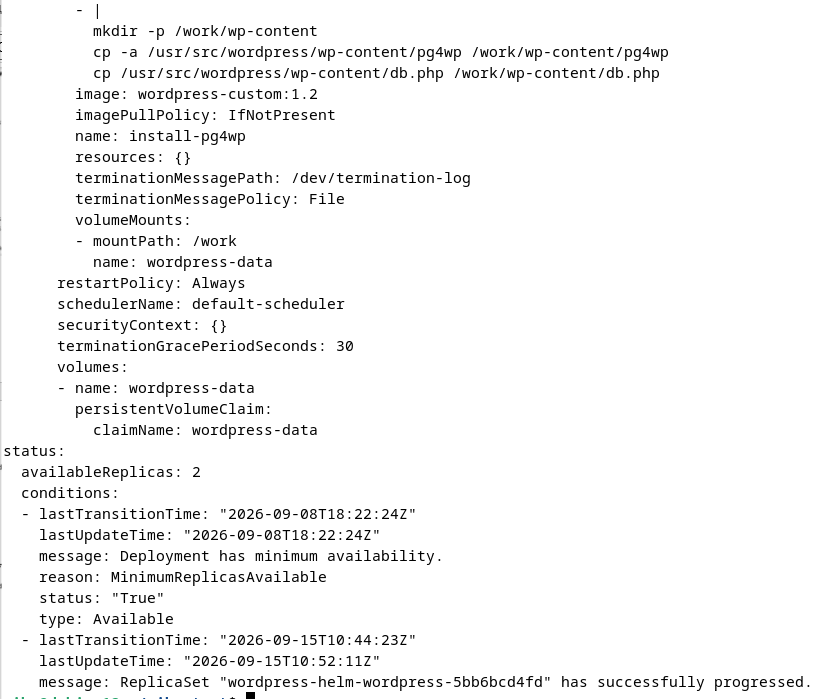 - |
mkdir -p /work/wp-content
cp -a /usr/src/wordpress/wp-content/pg4wp /work/wp-content/pg4wp
cp /usr/src/wordpress/wp-content/db.php /work/wp-content/db.php
image: wordpress-custom:1.2
imagePullPolicy: IfNotPresent
name: install-pg4wp
resources: {}
terminationMessagePath: /dev/termination-log
terminationMessagePolicy: File
volumeMounts:
- mountPath: /work
name: wordpress-data
restartPolicy: Always
schedulerName: default-scheduler
securityContext: {}
terminationGracePeriodSeconds: 30
volumes:
- name: wordpress-data
persistentVolumeClaim:
claimName: wordpress-data
status:
availableReplicas: 2
conditions:
- lastTransitionTime: "2026-09-08T18:22:24Z"
lastUpdateTime: "2026-09-08T18:22:24Z"
message: Deployment has minimum availability.
reason: MinimumReplicasAvailable
status: "True"
type: Available
- lastTransitionTime: "2026-09-15T10:44:23Z"
lastUpdateTime: "2026-09-15T10:52:11Z"
message: ReplicaSet "wordpress-helm-wordpress-5bb6bcd4fd" has successfully progressed.